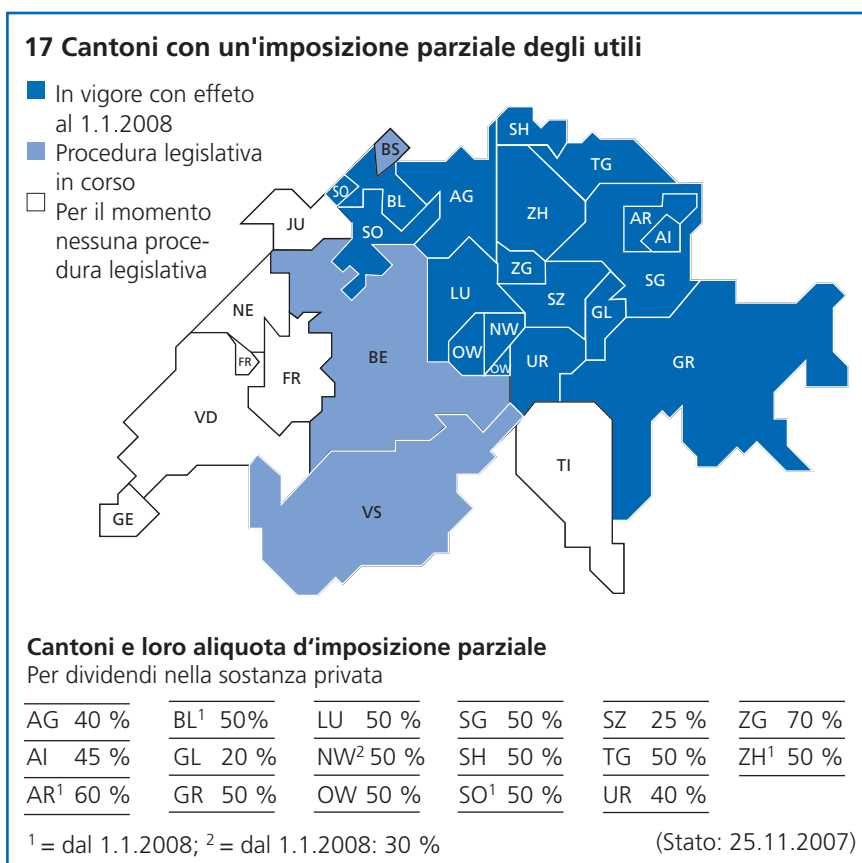 17 Cantoni con un'imposizione parziale degli utili
In vigore con effeto
al 1.1.2008
Procedura legislativa
in corso
Per il momento
nessuna proce-
dura legislativa
SH
BS
TG
SO
BL
AG
ZH
AR
AI
JU
SO
ZG
SG
LU
SZ
NE
GL
NW
OW
OW
UR
FR
BE
GR
FR
VD
TI
VS
GE
Cantoni e loro aliquota d‘imposizione parziale
Per dividendi nella sostanza privata
AG 40 % BL¹ 50% LU 50 % SG 50 % SZ 25 % ZG 70 %
AI 45 % GL 20 % NW² 50 % SH 50 % TG 50 % ZH¹ 50 %
AR¹ 60 % GR 50 % OW 50 % SO¹ 50 % UR 40 %
¹ = dal 1.1.2008; ² = dal 1.1.2008: 30 % (Stato: 25.11.2007)